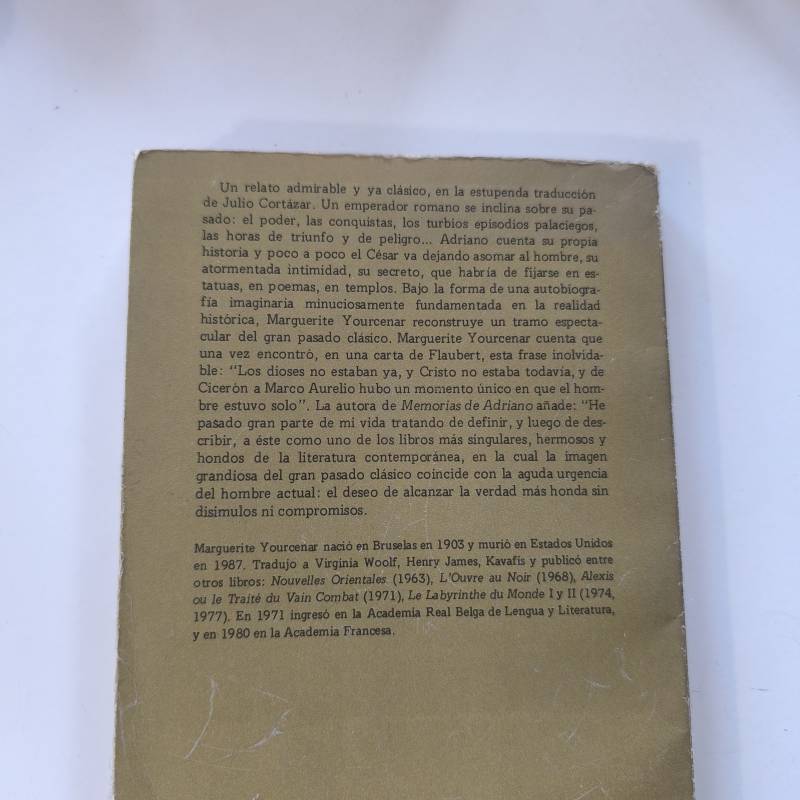 Un relato admirable y ya clásico, en la estupenda traducción
de Julio Cortázar. Un emperador romano se inclina sobre su pa-
sado: el poder, las conquistas, los turbios episodios palaciegos,
las horas de triunfo y de peligro... Adriano cuenta su propia
historia y poco a poco el César va dejando asomar al hombre, su
atormentada intimidad, su secreto, que habría de fijarse en es-
tatuas, en poemas, en templos. Bajo la forma de una autobiogra-
fía imaginaria minuciosamente fundamentada en la realidad
histórica, Marguerite Yourcenar reconstruye un tramo especta-
cular del gran pasado clásico. Marguerite Yourcenar cuenta que
una vez encontró, en una carta de Flaubert, esta frase inolvida-
ble: "Los dioses no estaban ya, y Cristo no estaba todavía, y de
Cicerón a Marco Aurelio hubo un momento único en que el hom-
bre estuvo solo". La autora de Memorias de Adriano añade: "He
pasado gran parte de mi vida tratando de definir, y luego de des-
cribir, a éste como uno de los libros más singulares, hermosos y
hondos de la literatura contemporánea, en la cual la imagen
grandiosa del gran pasado clásico coincide con la aguda urgencia
del hombre actual: el deseo de alcanzar la verdad más honda sin
disimulos ni compromisos.
Marguerite Yourcenar nació en Bruselas en 1903 y murió en Estados Unidos
en 1987. Tradujo a Virginia Woolf, Henry James, Kavafis y publicó entre
otros libros: Nouvelles Orientales (1963), L'Ouvre au Noir (1968), Alexis
ou le Traité du Vain Combat (1971), Le Labyrinthe du Monde I y II (1974,
1977). En 1971 ingresó en la Academia Real Belga de Lengua y Literatura,
y en 1980 en la Academia Francesa.